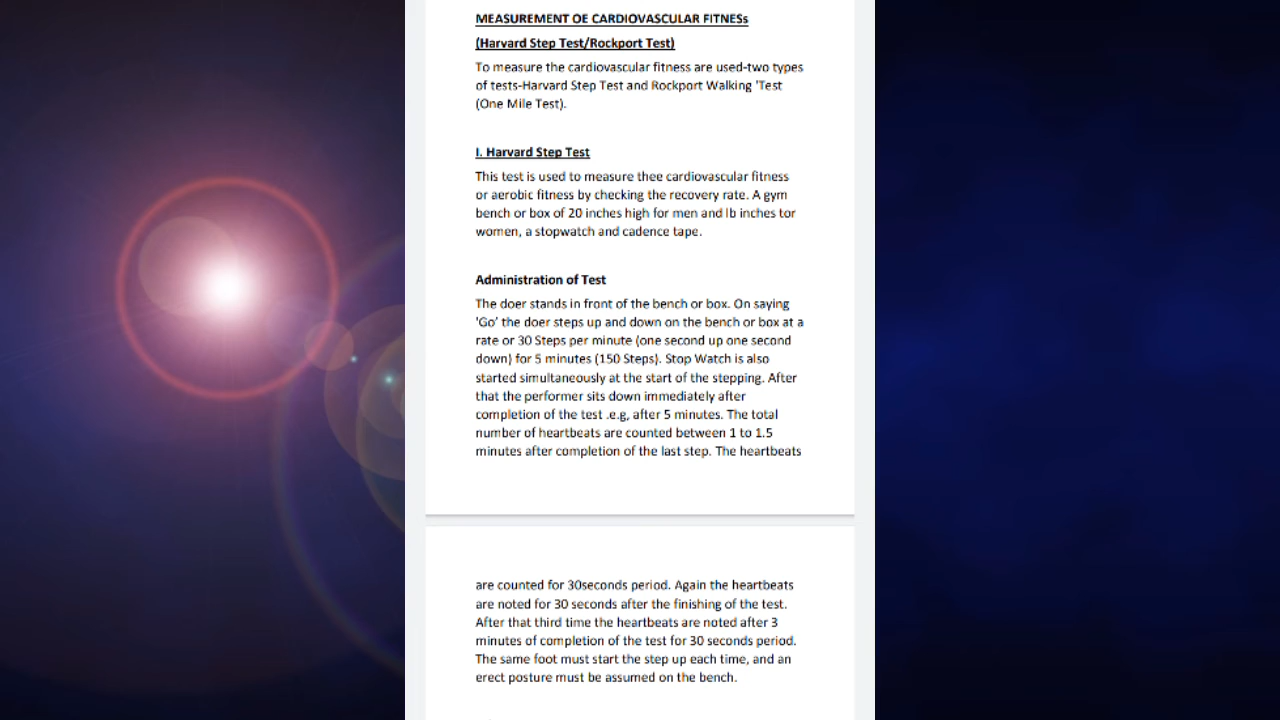 MEASUREMENT OE CARDIOVASCULAR FITNESs
(Harvard Step Test/Rockport Test)
To measure the cardiovascular fitness are used-two types
of tests-Harvard Step Test and Rockport Walking 'Test
(One Mile Test).
I. Harvard Step Test
This test is used to measure thee cardiovascular fitness
or aerobic fitness by checking the recovery rate. A gym
bench or box of 20 inches high for men and lb inches tor
women, a stopwatch and cadence tape.
Administration of Test
The doer stands in front of the bench or box. On saying
'Go' the doer steps up and down on the bench or box at a
rate or 30 Steps per minute (one second up one second
down) for 5 minutes (150 Steps). Stop Watch is also
started simultaneously at the start of the stepping. After
that the performer sits down immediately after
completion of the test .e.g, after 5 minutes. The total
number of heartbeats are counted between 1 to 1.5
minutes after completion of the last step. The heartbeats
are counted for 30seconds period. Again the heartbeats
are noted for 30 seconds after the finishing of the test.
After that third time the heartbeats are noted after 3
minutes of completion of the test for 30 seconds period.
The same foot must start the step up each time, and an
erect posture must be assumed on the bench.